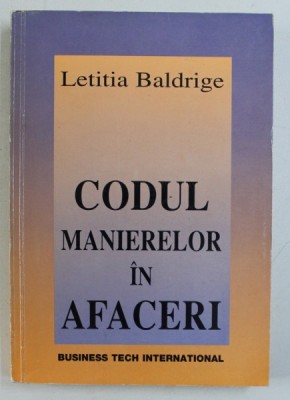 Letitia Baldrige
CODUL
MANIERELOR
ÎN
AFACERI
BUSINESS TECH INTERNATIONAL